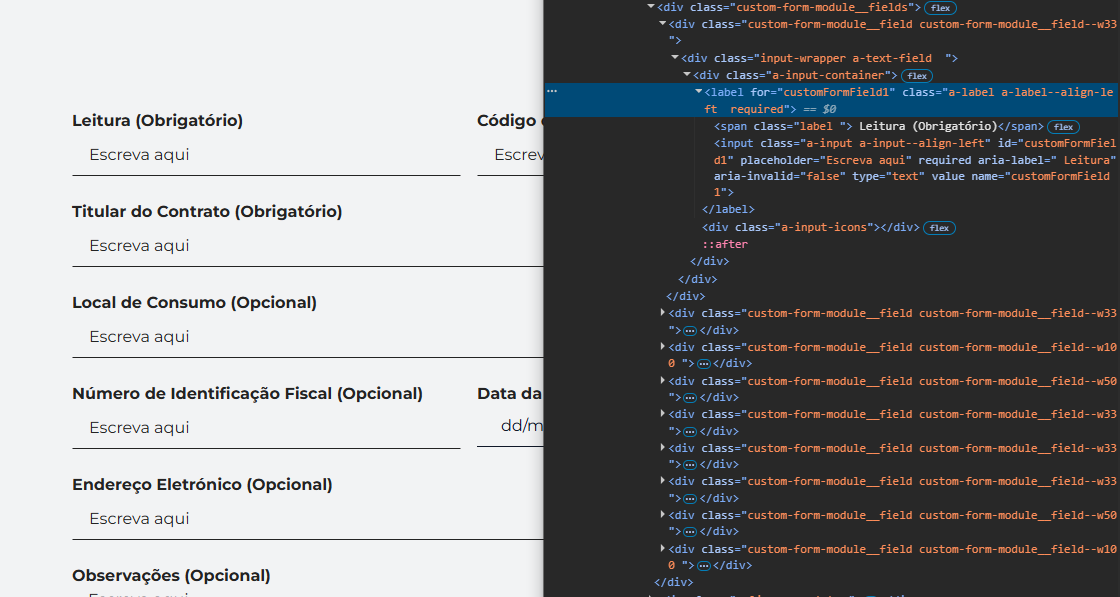 Leitura (Obrigatório)
Código
Escreva aqui
Escrev
Titular do Contrato (Obrigatório)
Escreva aqui
Local de Consumo (Opcional)
Escreva aqui
Número de Identificação Fiscal (Opcional)
Data da
Escreva aqui
dd/m
Endereço Eletrónico (Opcional)
Escreva aqui
Observações (Opcional)
Escreva aqui
<div class="custom-form-module__fields"> flex
<div class="custom-form-module__field custom-form-module__field--w33
">
<div class="input-wrapper a-text-field  ">
<div class="a-input-container"> flex
<label for="customFormField1" class="a-label a-label--align-le
ft  required"> == $0
<span class="label "> Leitura (Obrigatório)</span> flex
<input class="a-input a-input--align-left" id="customFormFiel
d1" placeholder="Escreva aqui" required aria-label=" Leitura"
aria-invalid="false" type="text" value name="customFormField
1">
</label>
<div class="a-input-icons"></div> flex
::after
</div>
</div>
</div>
<div class="custom-form-module__field custom-form-module__field--w33
">…</div>
<div class="custom-form-module__field custom-form-module__field--w10
0 ">…</div>
<div class="custom-form-module__field custom-form-module__field--w50
">…</div>
<div class="custom-form-module__field custom-form-module__field--w33
">…</div>
<div class="custom-form-module__field custom-form-module__field--w33
">…</div>
<div class="custom-form-module__field custom-form-module__field--w33
">…</div>
<div class="custom-form-module__field custom-form-module__field--w50
">…</div>
<div class="custom-form-module__field custom-form-module__field--w10
0 ">…</div>
</div>